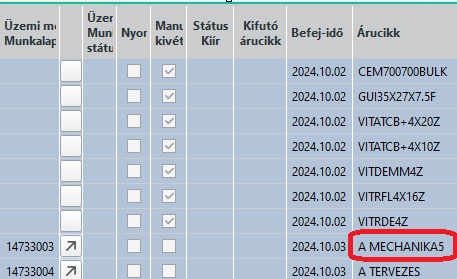 Üzemi me Üzem Nyor Manu Státus Kifutó Befej-idő Árucikk
Munkalap Munk kivét Kiír árucikk
státu
2024.10.02 CEM700700BULK
2024.10.02 GUI35X27X7.5F
2024.10.02 VITATCB+4X20Z
2024.10.02 VITATCB+4X10Z
2024.10.02 VITDEMM4Z
2024.10.02 VITRFL4X16Z
2024.10.02 VITRDE4Z
14733003 2024.10.03 A MECHANIKA5
14733004 2024.10.03 A TERVEZES